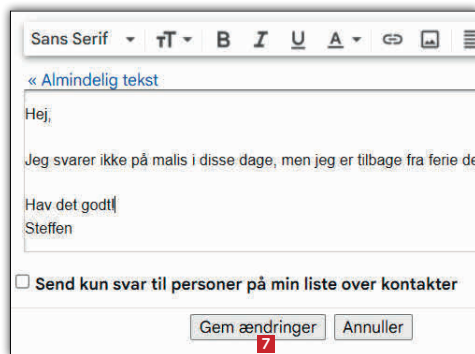 Sans Serif
« Almindelig tekst
Hej,
Jeg svarer ikke på malis i disse dage, men jeg er tilbage fra ferie de
Hav det godt!
Steffen
Send kun svar til personer på min liste over kontakter
Gem ændringer Annuller
7